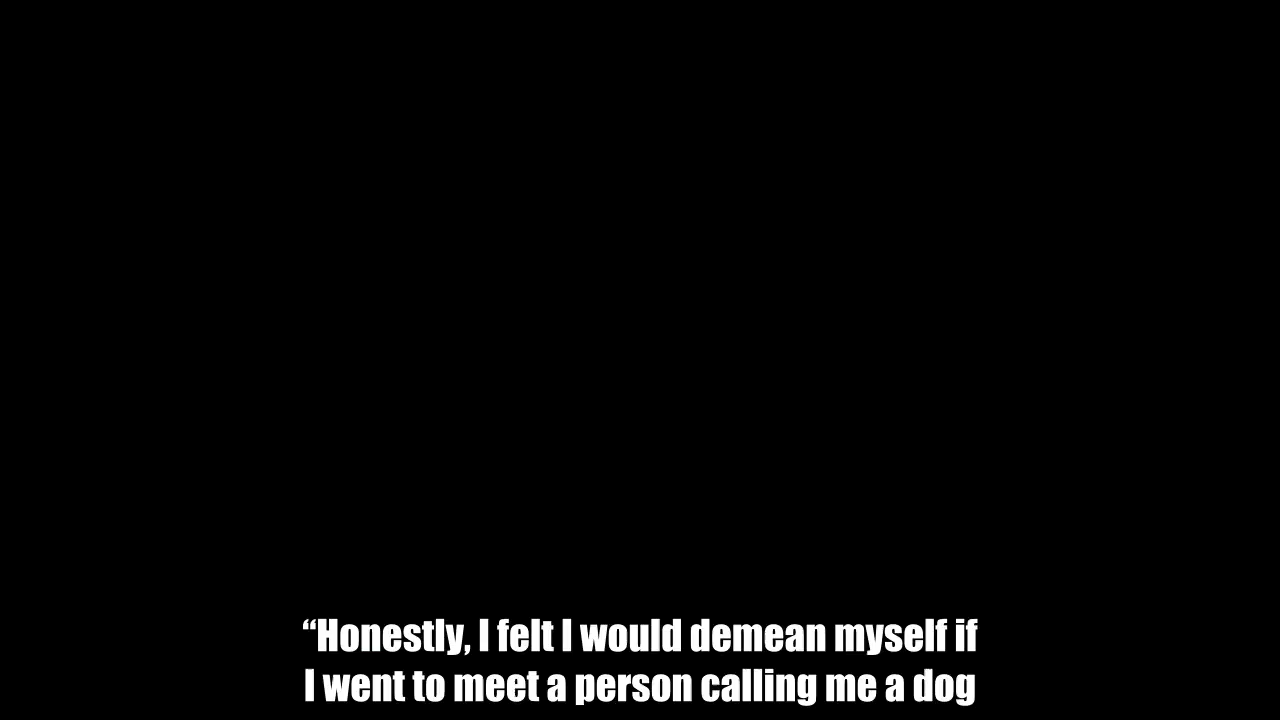 “Honestly, I felt I would demean myself if
I went to meet a person calling me a dog